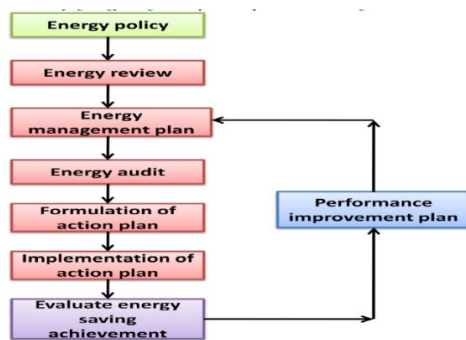 Energy policy
Energy review
Energy
management plan
Energy audit
Formulation of
action plan
Implementation of
action plan
Evaluate energy
saving
achievement
Performance
improvement plan